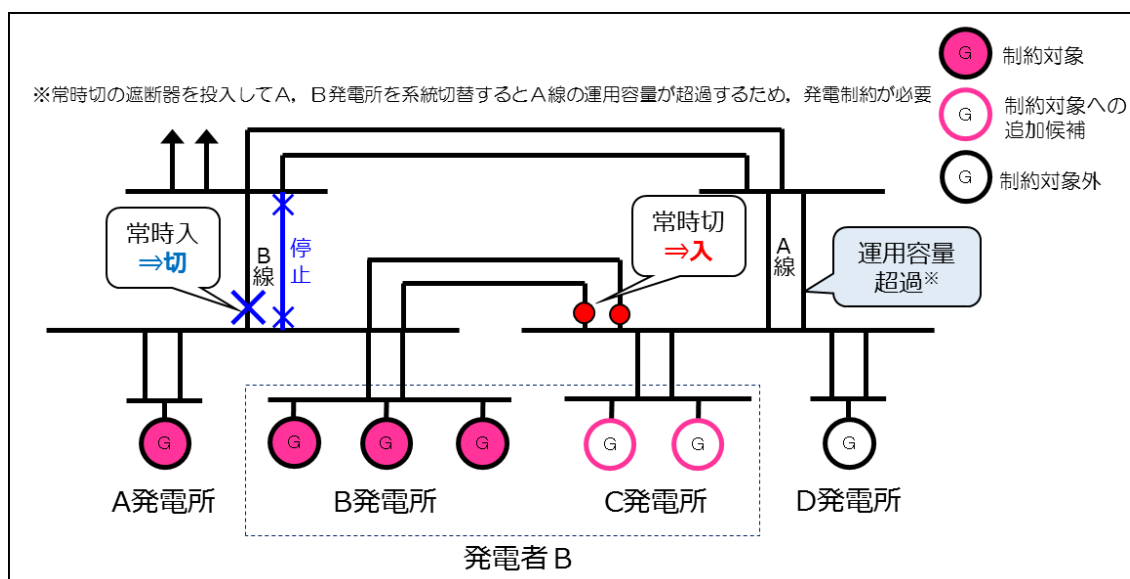 G 制約対象
※常時切の遮断器を投入してA，B発電所を系統切替するとA線の運用容量が超過するため，発電制約が必要
G 制約対象への
追加候補
G 制約対象外
常時入
⇒切
B線
停止
常時切
⇒入
A線
運用容量
超過※
G
G
G
G
G
G
G
A発電所
B発電所
C発電所
D発電所
発電者B